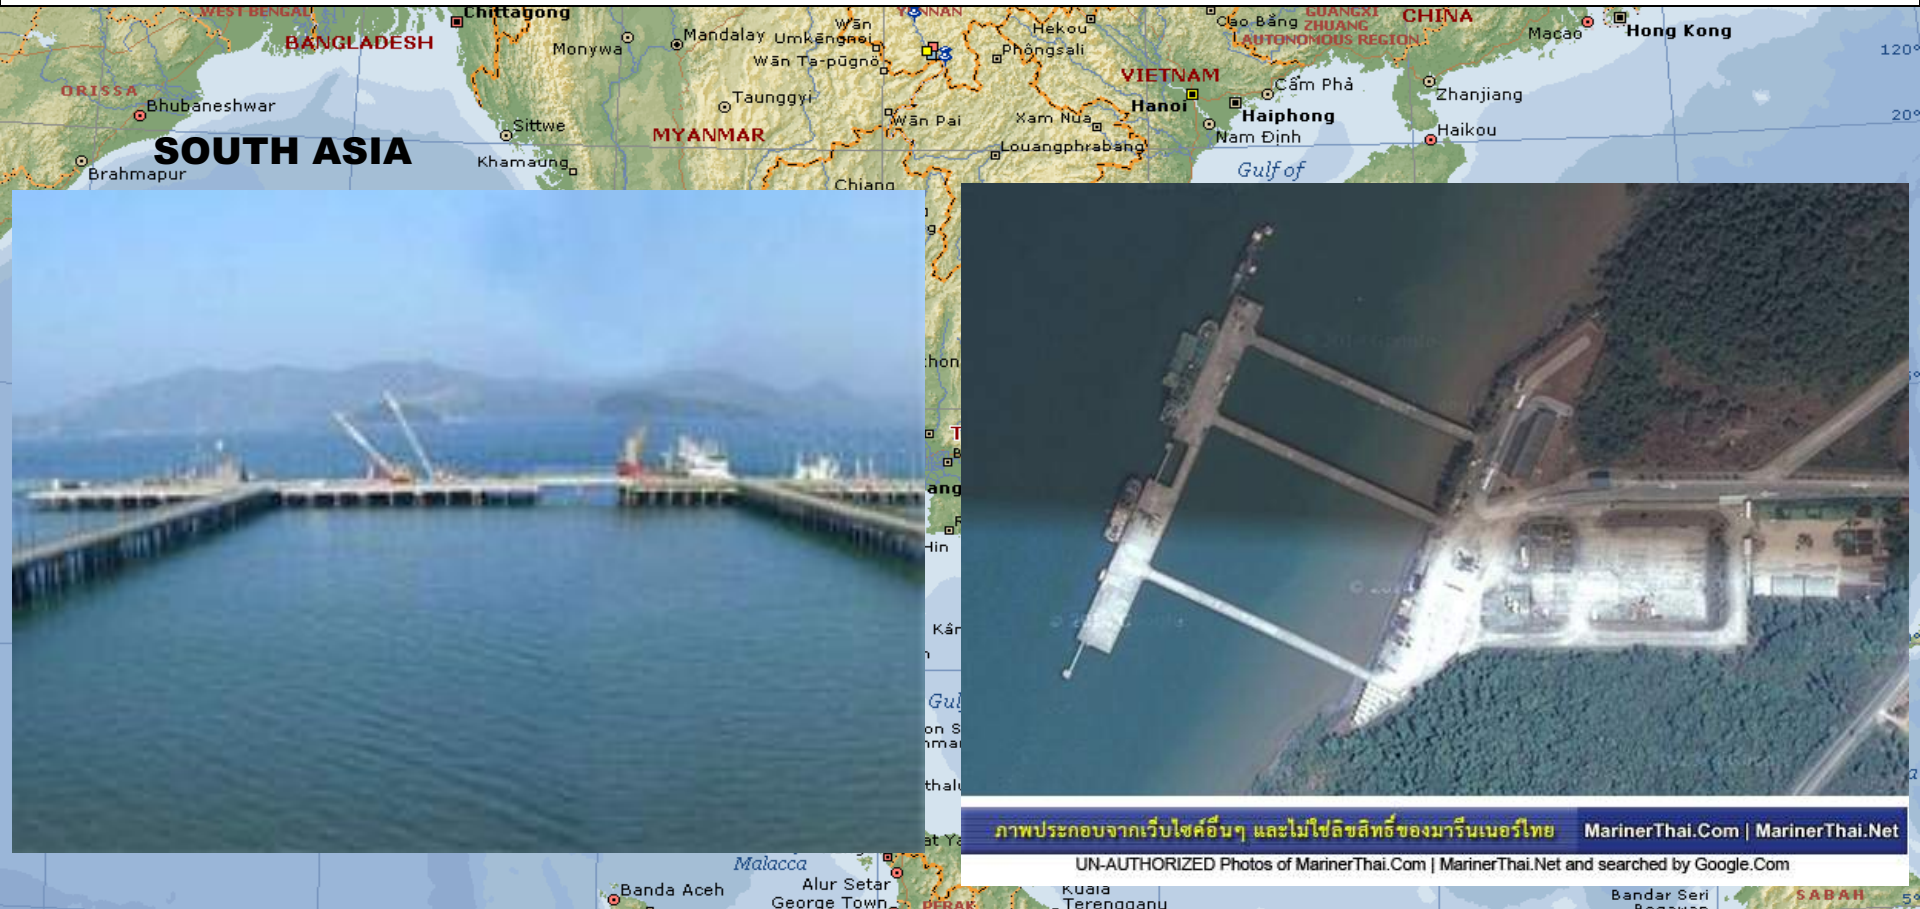 WEST BENGAL
Chittagong
BANGLADESH
Monywa
Mandalay
Wān
Umkēngnoi
Wān Ta-pūgnö
YUNNAN
Hekou
Phôngsali
Cao Bằng
GUANGXI
ZHUANG
AUTONOMOUS REGION
CHINA
Macao
Hong Kong
120°
ORISSA
Bhubaneshwar
Taunggyi
VIETNAM
Hanoi
Cẩm Phả
Haiphong
Zhanjiang
20°
Sittwe
MYANMAR
Wān Pai
Xam Nua
Nam Định
Haikou
SOUTH ASIA
Khamaung
Louangphrabang
Brahmapur
Chiang
Gulf of
ภาพประกอบจากเว็บไซค์อื่นๆ และไม่ใช่ลิขสิทธิ์ของมารีนเนอร์ไทย MarinerThai.Com | MarinerThai.Net
UN-AUTHORIZED Photos of MarinerThai.Com | MarinerThai.Net and searched by Google.Com
Malacca
Banda Aceh
Alur Setar
George Town
PERAK
Kuala
Terengganu
Bandar Seri
SABAH
5°